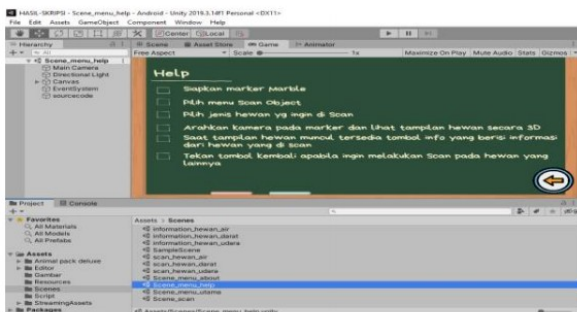 HASIL-SKRIPSI - Scene_menu_help - Android - Unity 2019.3.14f1 Personal <DX11>
File Edit Assets GameObject Component Window Help
Center Local
Hierarchy
Scene Asset Store Game Animator
Free Aspect Scale 1x Maximize On Play Mute Audio Stats Gizmos
Scene_menu_help
Main Camera
Directional Light
Canvas
EventSystem
sourcecode
Help
Siapkan marker Marble
Pilih menu Scan Object
Pilih jenis hewan yg ingin di Scan
Arahkan kamera pada marker dan lihat tampilan hewan secara 3D
Saat tampilan hewan muncul tersedia tombol info yang berisi informasi
dari hewan yang di scan
Tekan tombol kembali apabila ingin melakukan Scan pada hewan yang
lainnya
Project Console
Favorites
All Materials
All Models
All Prefabs
Assets
Animal pack deluxe
Editor
Gambar
Resources
Scenes
Script
StreamingAssets
Packages
Assets > Scenes
information_hewan_air
information_hewan_darat
information_hewan_udara
SampleScene
scan_hewan_air
scan_hewan_darat
scan_hewan_udara
Scene_menu_about
Scene_menu_help
Scene_menu_utama
Scene_scan
Assets/Scenes/Scene_menu_help.unity